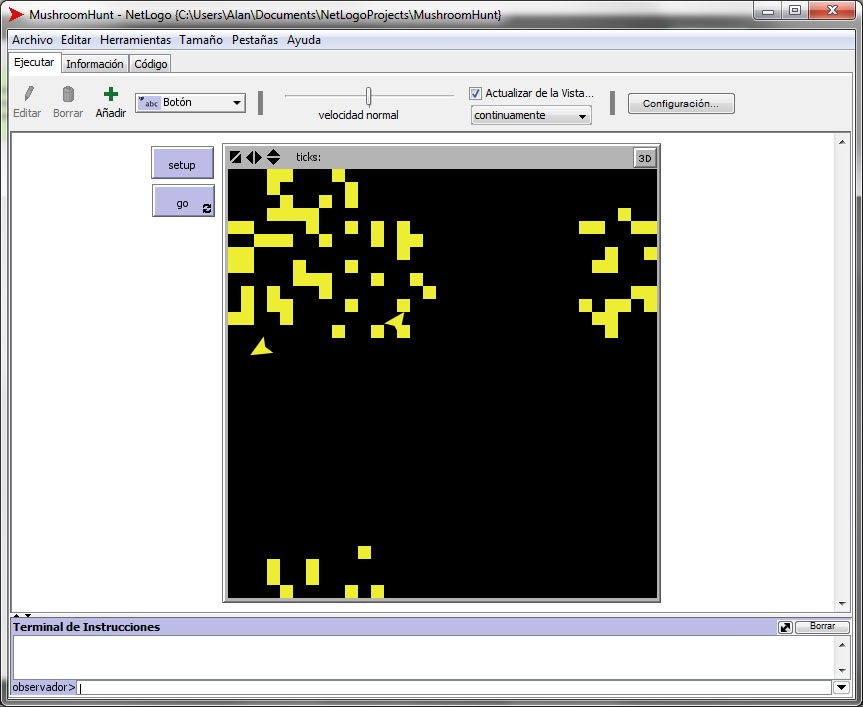 MushroomHunt - NetLogo {C:\Users\Alan\Documents\NetLogoProjects\MushroomHunt}
Archivo Editar Herramientas Tamaño Pestañas Ayuda
Ejecutar Información Código
Editar Borrar Añadir abc Botón velocidad normal Actualizar de la Vista... continuamente Configuración...
setup
go
ticks: 3D
Terminal de Instrucciones Borrar
observador>